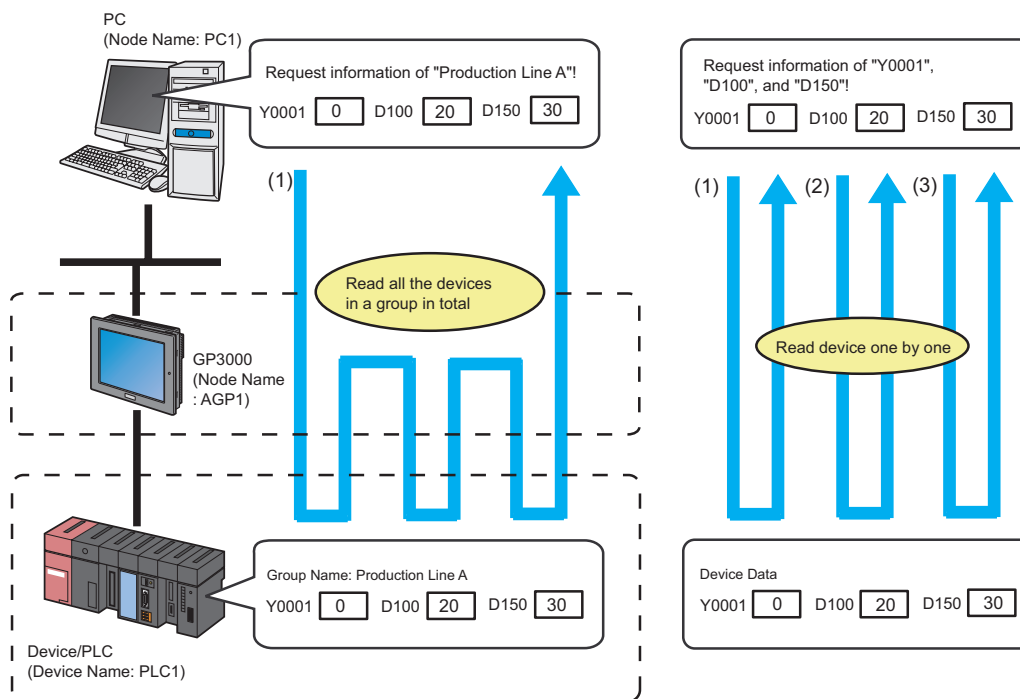 PC
(Node Name: PC1)
Request information of "Production Line A"!
Y0001 0 D100 20 D150 30
Request information of "Y0001",
"D100", and "D150"!
Y0001 0 D100 20 D150 30
(1)
(1) (2) (3)
Read all the devices
in a group in total
Read device one by one
GP3000
(Node Name
: AGP1)
Group Name: Production Line A
Y0001 0 D100 20 D150 30
Device Data
Y0001 0 D100 20 D150 30
Device/PLC
(Device Name: PLC1)